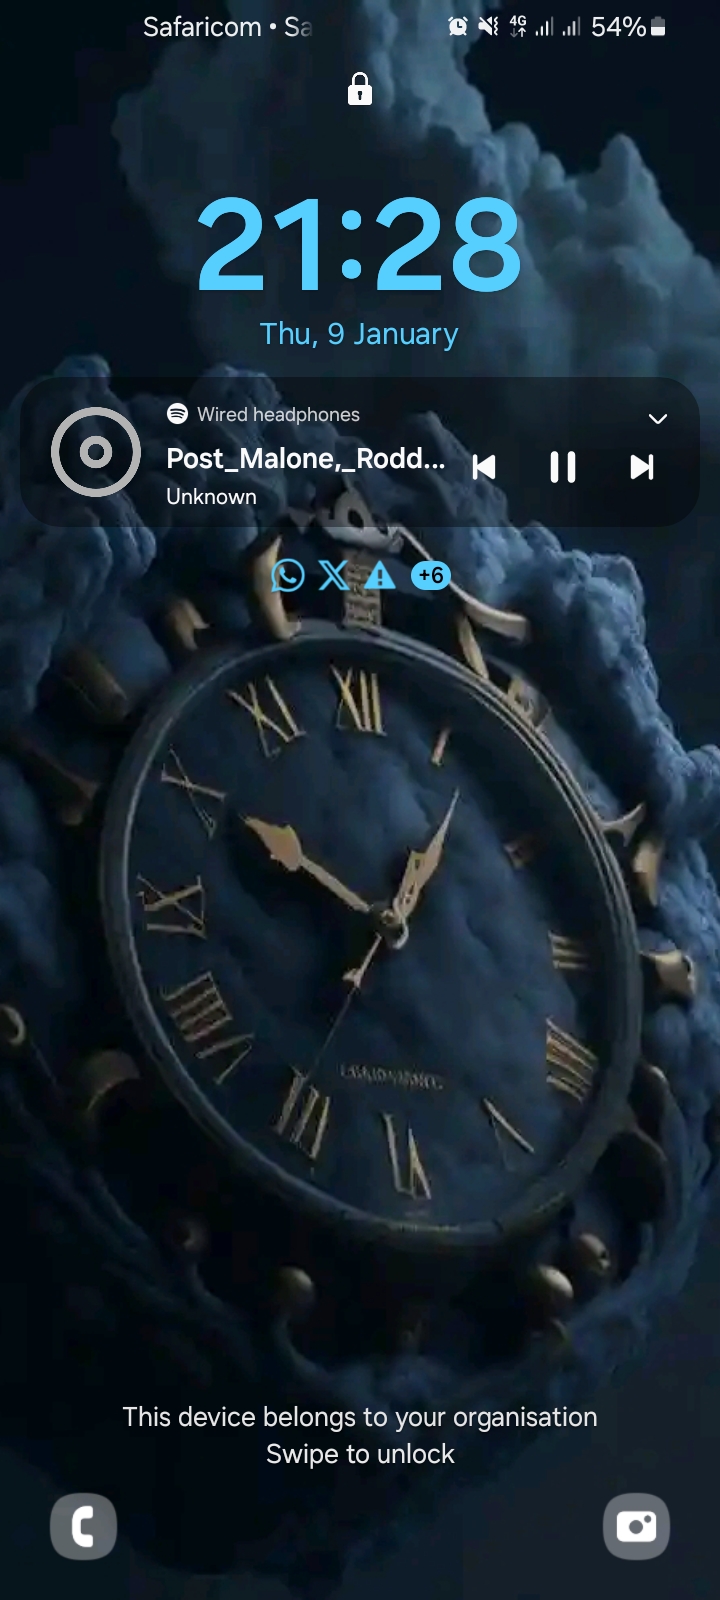 Safaricom • Sa
4G
54%
21:28
Thu, 9 January
Wired headphones
Post_Malone,_Rodd...
Unknown
+6
XI
XII
I
X
II
IX
III
VIII
IIII
VII
VI
V
This device belongs to your organisation
Swipe to unlock